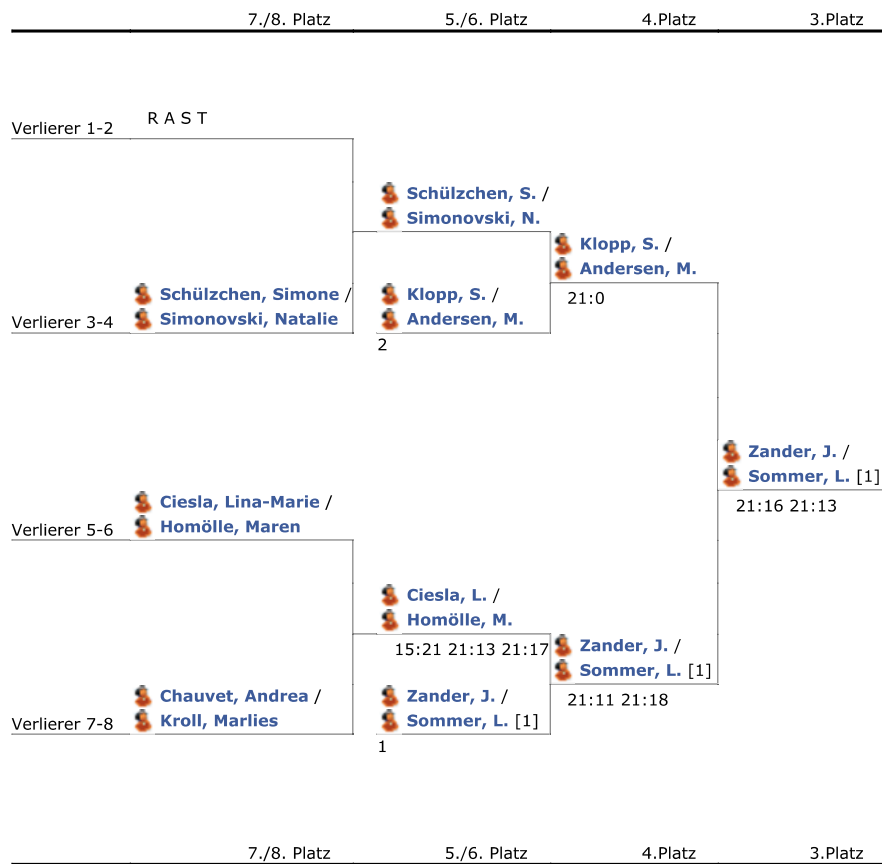 7./8. Platz 5./6. Platz 4.Platz 3.Platz
R A S T
Verlierer 1-2
Schülzchen, S. /
Simonovski, N.
Klopp, S. /
Andersen, M.
Schülzchen, Simone / Klopp, S. /
21:0
Verlierer 3-4 Simonovski, Natalie Andersen, M.
2
Zander, J. /
Sommer, L. [1]
21:16 21:13
Ciesla, Lina-Marie /
Verlierer 5-6 Homölle, Maren
Ciesla, L. /
Homölle, M.
15:21 21:13 21:17 Zander, J. /
Sommer, L. [1]
21:11 21:18
Chauvet, Andrea / Zander, J. /
Verlierer 7-8 Kroll, Marlies Sommer, L. [1]
1
7./8. Platz 5./6. Platz 4.Platz 3.Platz